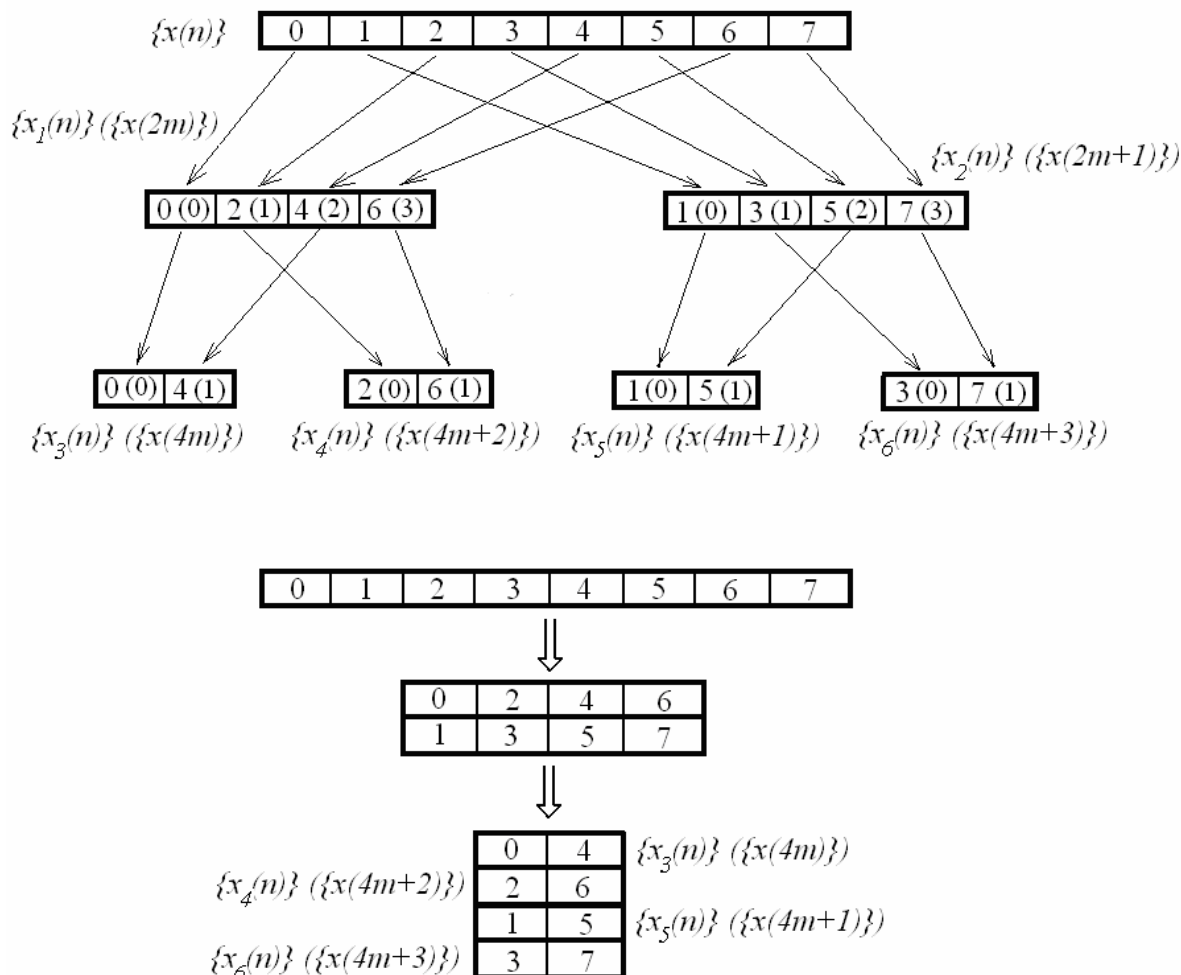 {x(n)} 0 1 2 3 4 5 6 7
{x1(n)} ({x(2m)})
{x2(n)} ({x(2m+1)})
0 (0) 2 (1) 4 (2) 6 (3) 1 (0) 3 (1) 5 (2) 7 (3)
0 (0) 4 (1) 2 (0) 6 (1) 1 (0) 5 (1) 3 (0) 7 (1)
{x3(n)} ({x(4m)}) {x4(n)} ({x(4m+2)}) {x5(n)} ({x(4m+1)}) {x6(n)} ({x(4m+3)})
0 1 2 3 4 5 6 7
0 2 4 6
1 3 5 7
0 4 {x3(n)} ({x(4m)})
{x4(n)} ({x(4m+2)}) 2 6
1 5 {x5(n)} ({x(4m+1)})
{x6(n)} ({x(4m+3)}) 3 7